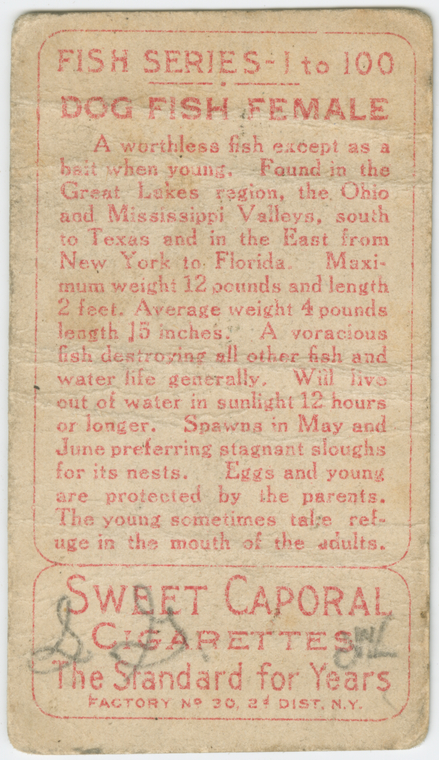 FISH SERIES-1 to 100
DOG FISH FEMALE
A worthless fish except as a
bait when young. Found in the
Great Lakes region, the Ohio
and Mississippi Valleys, south
to Texas and in the East from
New York to Florida. Maxi-
mum weight 12 pounds and length
2 feet. Average weight 4 pounds
length 15 inches. A voracious
fish destroying all other fish and
water life generally. Will live
out of water in sunlight 12 hours
or longer. Spawns in May and
June preferring stagnant sloughs
for its nests. Eggs and young
are protected by the parents.
The young sometimes take ref-
uge in the mouth of the adults.
SWEET CAPORAL
CIGARETTES
The Standard for Years
FACTORY Nº 30, 2d DIST. N.Y.